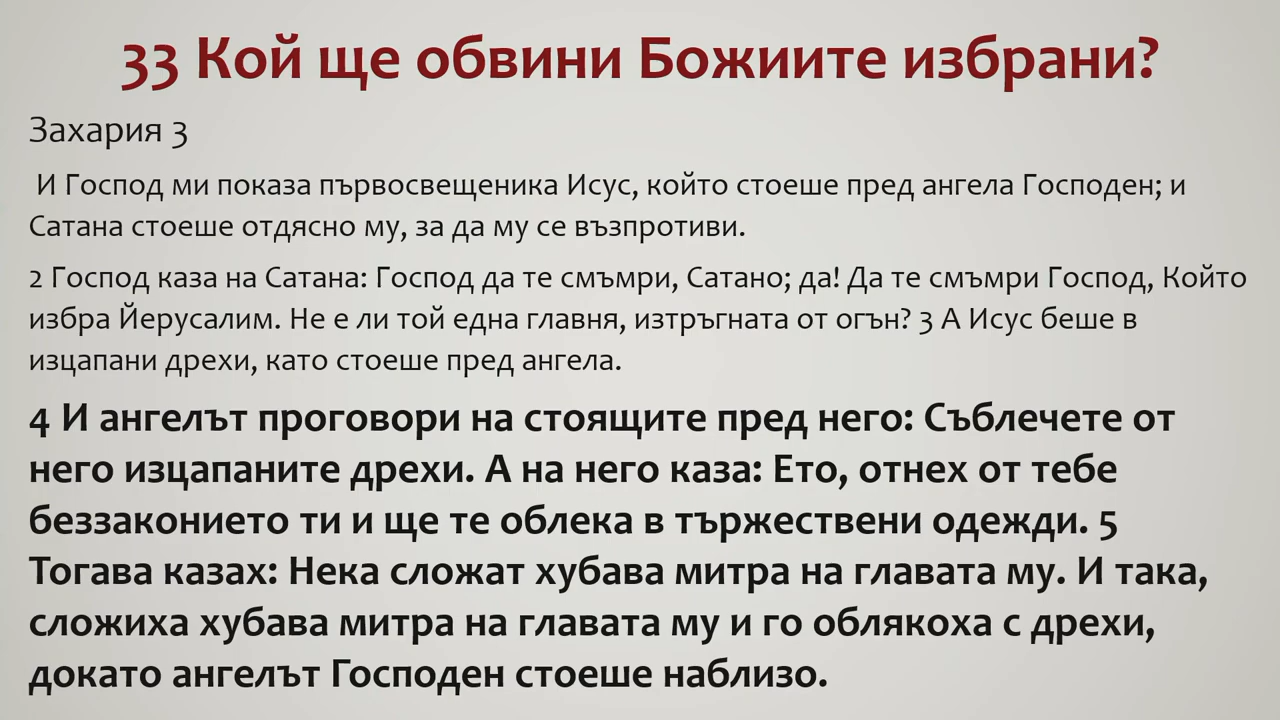 33 Кой ще обвини Божиите избрани?
Захария 3
И Господ ми показа първосвещеника Исус, който стоеше пред ангела Господен; и
Сатана стоеше отдясно му, за да му се възпротиви.
2 Господ каза на Сатана: Господ да те смъмри, Сатано; да! Да те смъмри Господ, Който
избра Йерусалим. Не е ли той една главня, изтръгната от огън? 3 А Исус беше в
изцапани дрехи, като стоеше пред ангела.
4 И ангелът проговори на стоящите пред него: Съблечете от
него изцапаните дрехи. А на него каза: Ето, отнех от тебе
беззаконието ти и ще те облека в тържествени одежди. 5
Тогава казах: Нека сложат хубава митра на главата му. И така,
сложиха хубава митра на главата му и го облякоха с дрехи,
докато ангелът Господен стоеше наблизо.